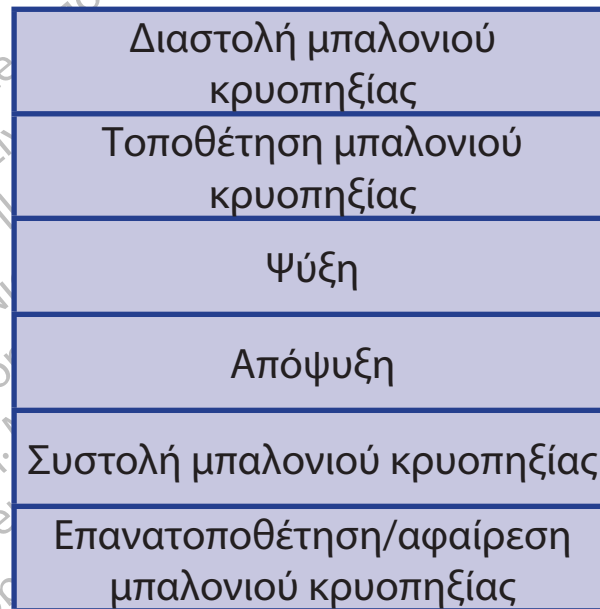 Διαστολή μπαλονιού
κρυοπηξίας
Τοποθέτηση μπαλονιού
κρυοπηξίας
Ψύξη
Απόψυξη
Συστολή μπαλονιού κρυοπηξίας
Επανατοποθέτηση/αφαίρεση
μπαλονιού κρυοπηξίας